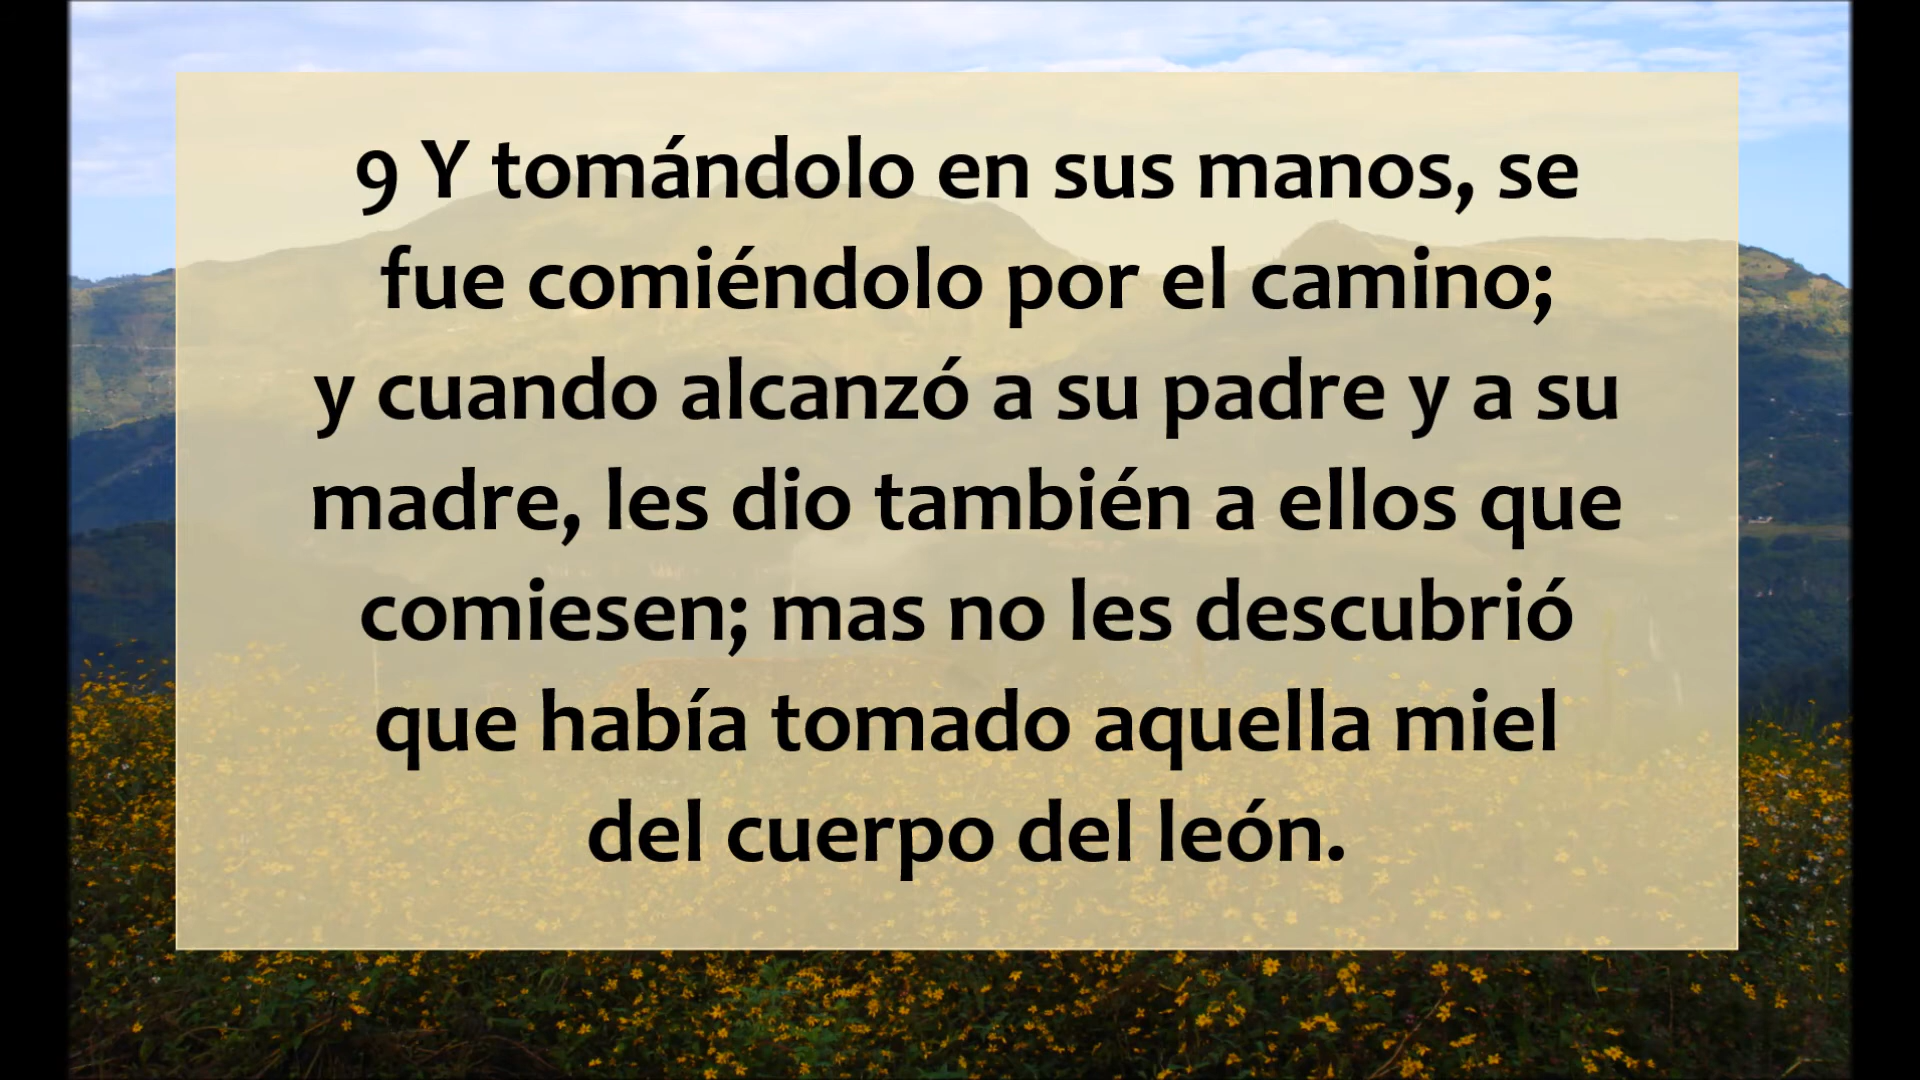 9 Y tomándolo en sus manos, se
fue comiéndolo por el camino;
y cuando alcanzó a su padre y a su
madre, les dio también a ellos que
comiesen; mas no les descubrió
que había tomado aquella miel
del cuerpo del león.